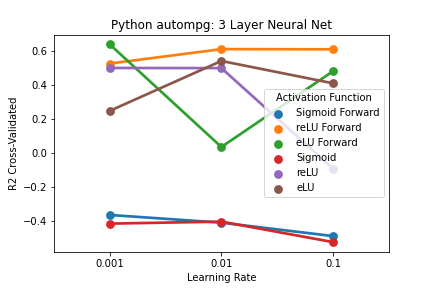 Python autompg: 3 Layer Neural Net
0.6
0.4
0.2
0.0
−0.2
−0.4
R2 Cross-Validated
Activation Function
Sigmoid Forward
reLU Forward
eLU Forward
Sigmoid
reLU
eLU
0.001 0.01 0.1
Learning Rate